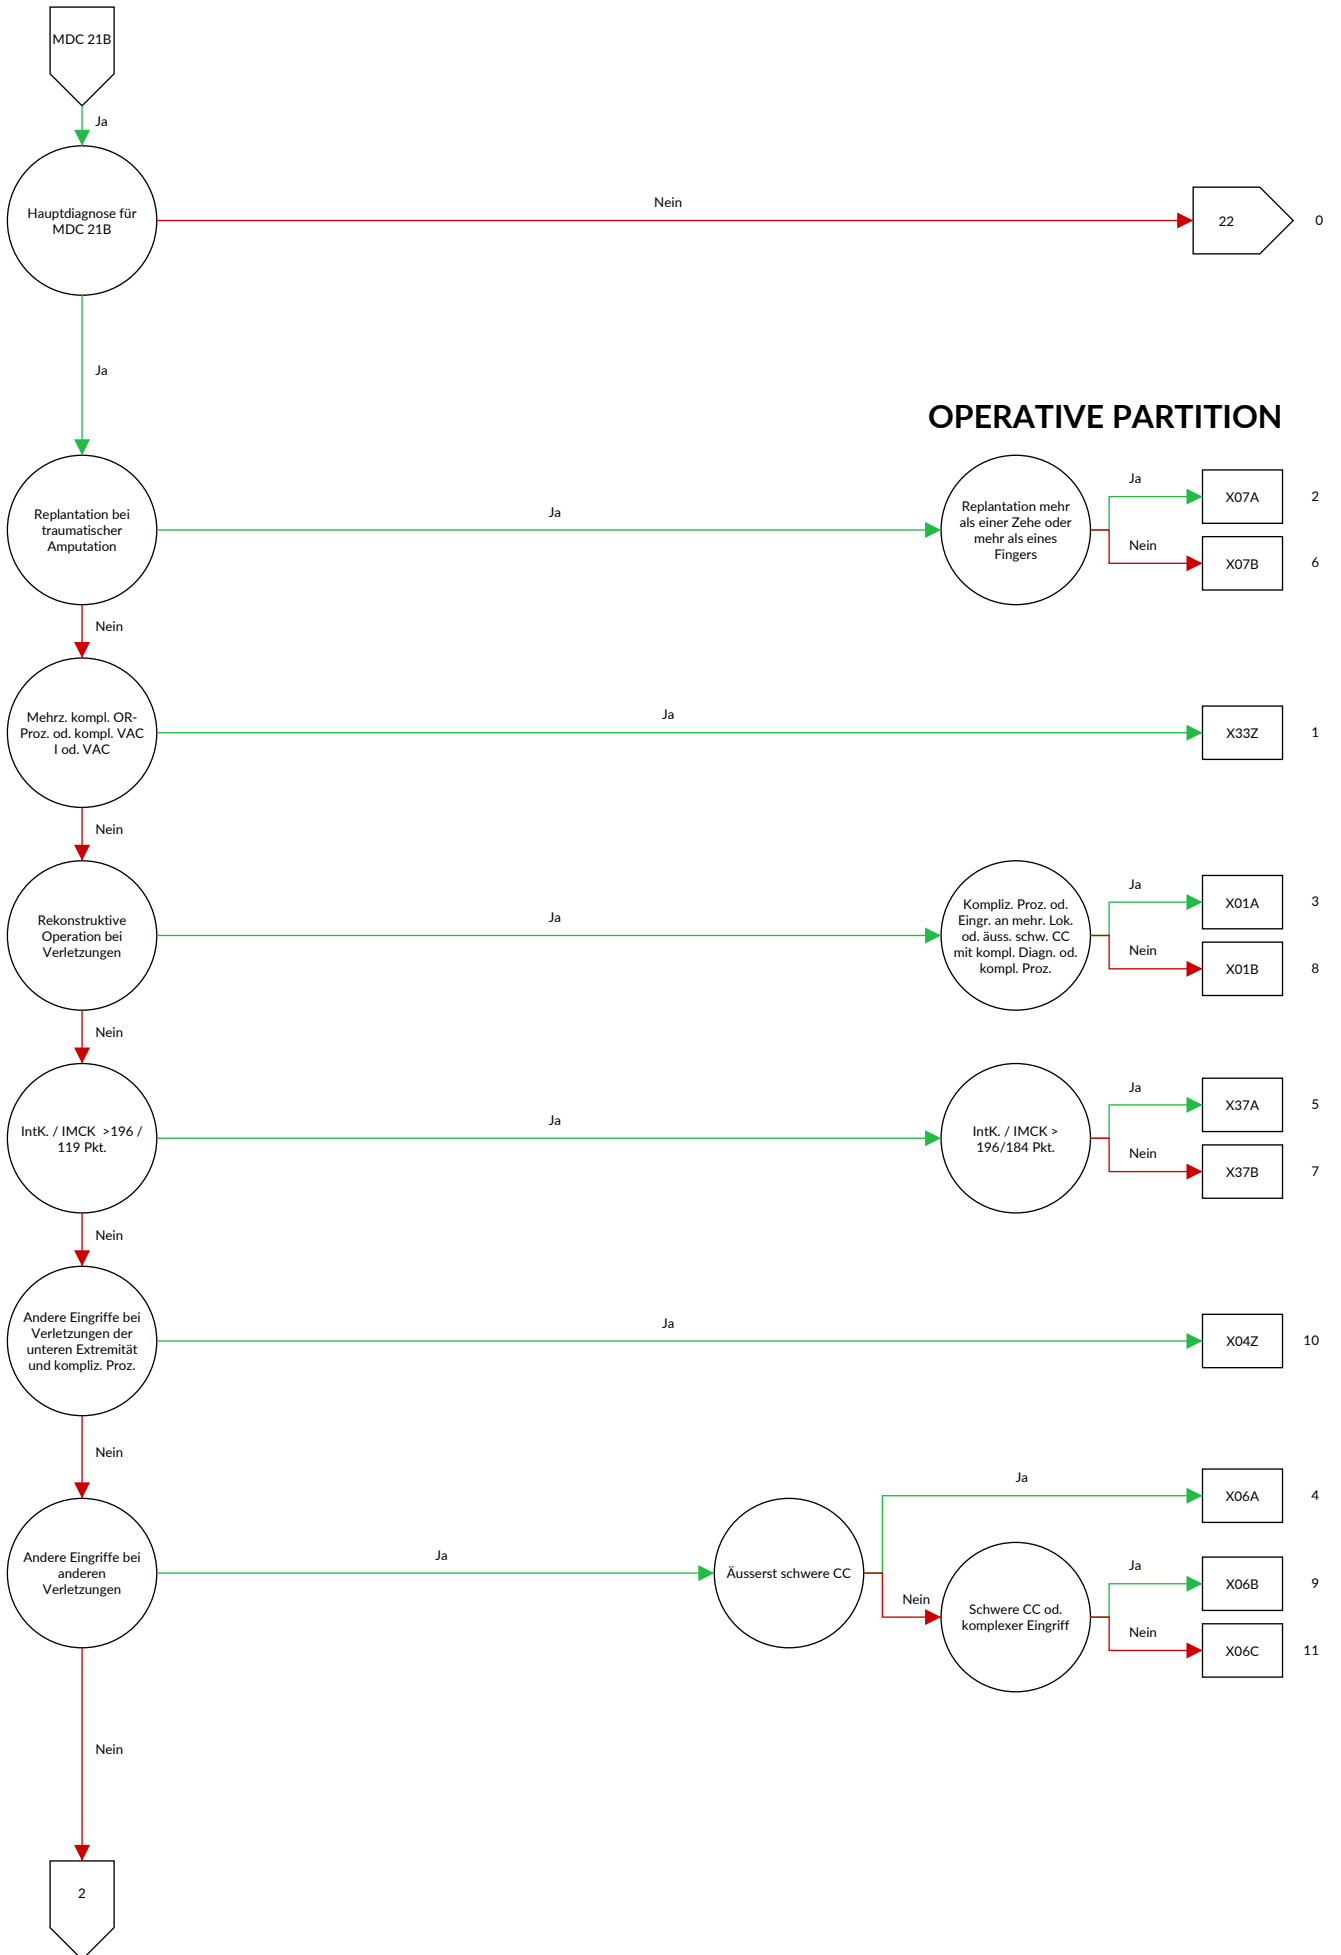 MDC 21B
Ja
Hauptdiagnose für
MDC 21B
Nein
22
0
Ja
OPERATIVE PARTITION
Replantation bei
traumatischer
Amputation
Ja
Replantation mehr
als einer Zehe oder
mehr als eines
Fingers
Ja
X07A
2
Nein
X07B
6
Nein
Mehrz. kompl. OR-
Proz. od. kompl. VAC
I od. VAC
Ja
X33Z
1
Nein
Rekonstruktive
Operation bei
Verletzungen
Ja
Kompliz. Proz. od.
Eingr. an mehr. Lok.
od. äuss. schw. CC
mit kompl. Diagn. od.
kompl. Proz.
Ja
X01A
3
Nein
X01B
8
Nein
IntK. / IMCK >196 /
119 Pkt.
Ja
IntK. / IMCK >
196/184 Pkt.
Ja
X37A
5
Nein
X37B
7
Nein
Andere Eingriffe bei
Verletzungen der
unteren Extremität
und kompliz. Proz.
Ja
X04Z
10
Nein
Andere Eingriffe bei
anderen
Verletzungen
Ja
Äusserst schwere CC
Ja
X06A
4
Nein
Schwere CC od.
komplexer Eingriff
Ja
X06B
9
Nein
X06C
11
Nein
2